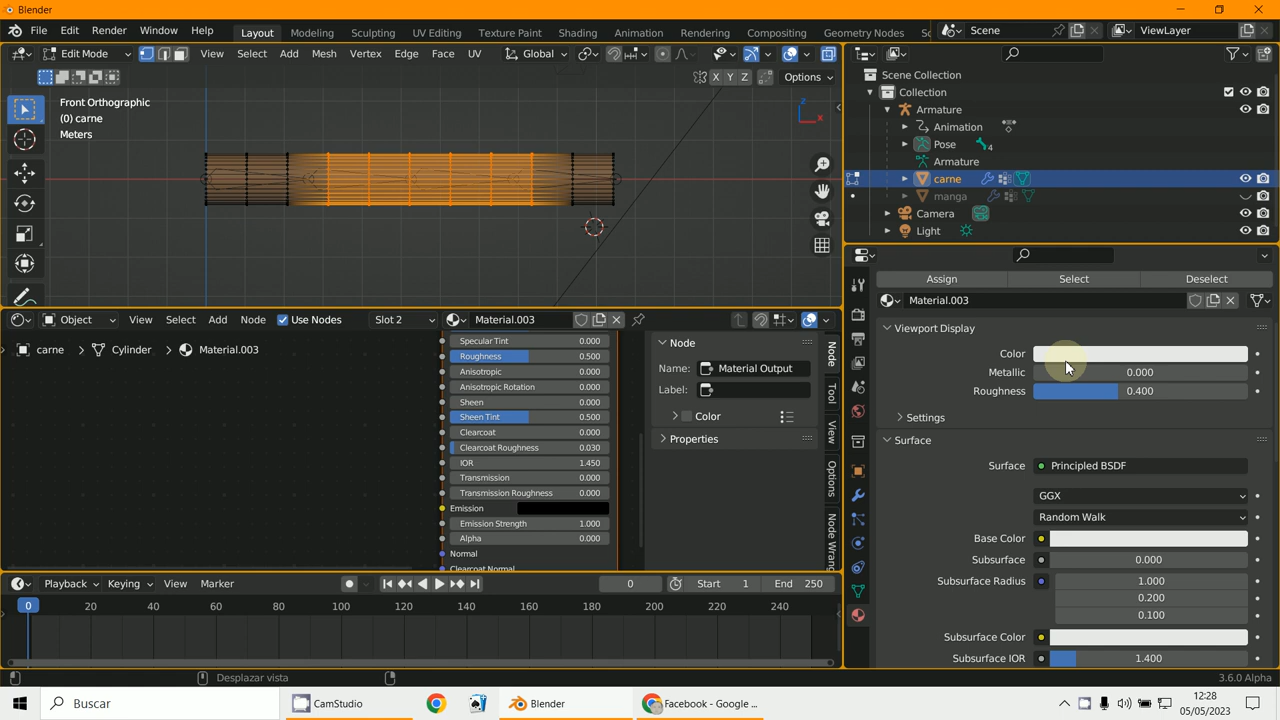 Blender
File Edit Render Window Help Layout Modeling Sculpting UV Editing Texture Paint Shading Animation Rendering Compositing Geometry Nodes Scene ViewLayer
Edit Mode View Select Add Mesh Vertex Edge Face UV Global
X Y Z Options
Front Orthographic
(0) carne
Meters
Z
X
Scene Collection
Collection
Armature
Animation
Pose 4
Armature
carne
manga
Camera
Light
Assign Select Deselect
Material.003
Viewport Display
Color
Metallic 0.000
Roughness 0.400
Settings
Surface
Surface Principled BSDF
GGX
Random Walk
Base Color
Subsurface 0.000
Subsurface Radius 1.000
0.200
0.100
Subsurface Color
Subsurface IOR 1.400
Object View Select Add Node Use Nodes Slot 2 Material.003
carne > Cylinder > Material.003
Specular Tint 0.000
Roughness 0.500
Anisotropic 0.000
Anisotropic Rotation 0.000
Sheen 0.000
Sheen Tint 0.500
Clearcoat 0.000
Clearcoat Roughness 0.030
IOR 1.450
Transmission 0.000
Transmission Roughness 0.000
Emission
Emission Strength 1.000
Alpha 0.000
Normal
Clearcoat Normal
Node
Name: Material Output
Label:
Color
Properties
Node
Tool
View
Options
Node Wrang
Playback Keying View Marker 0 Start 1 End 250
0 20 40 60 80 100 120 140 160 180 200 220 240
Desplazar vista 3.6.0 Alpha
Buscar CamStudio Blender Facebook - Google ... 12:28
05/05/2023